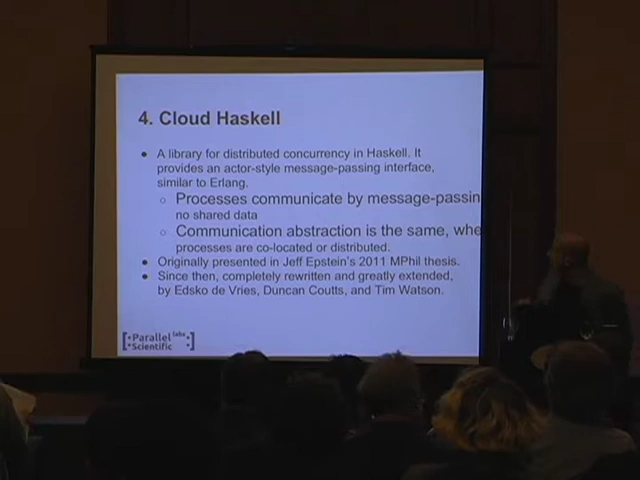 4. Cloud Haskell
● A library for distributed concurrency in Haskell. It
provides an actor-style message-passing interface,
similar to Erlang.
○ Processes communicate by message-passin
no shared data
○ Communication abstraction is the same, whe
processes are co-located or distributed.
● Originally presented in Jeff Epstein's 2011 MPhil thesis.
● Since then, completely rewritten and greatly extended,
by Edsko de Vries, Duncan Coutts, and Tim Watson.
Parallel labs
Scientific